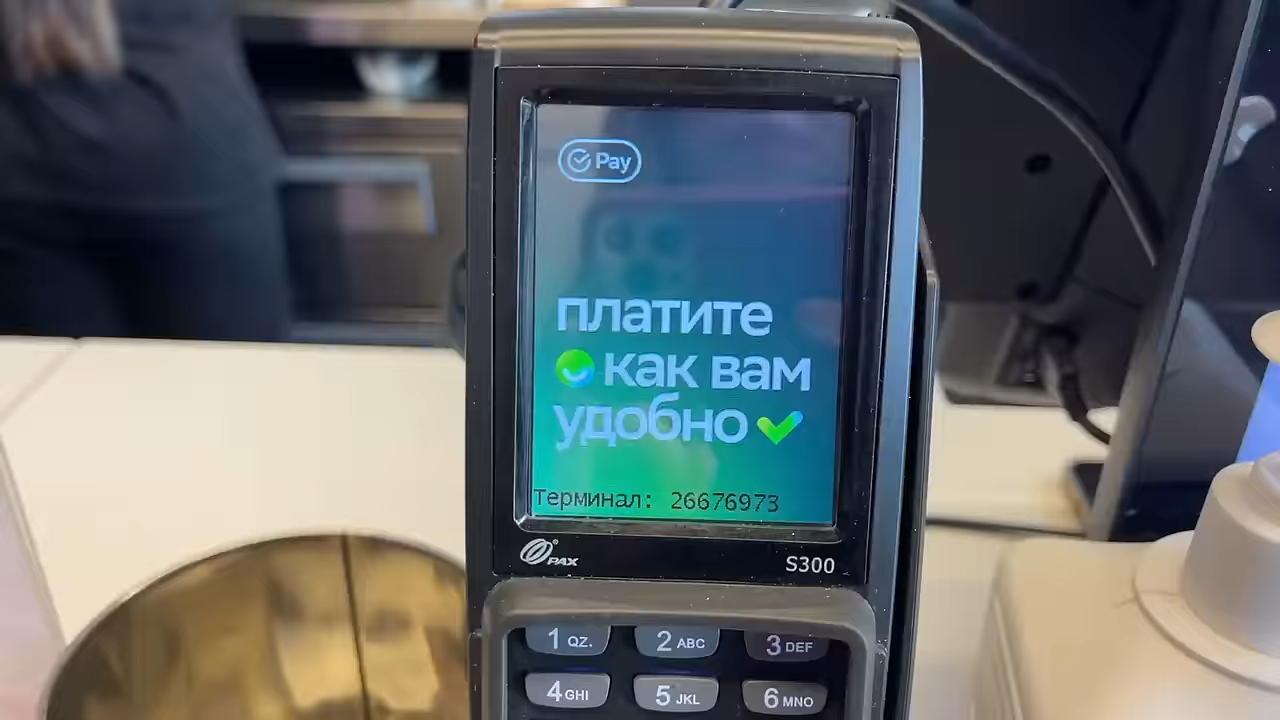 Pay
платите
как вам
удобно
Терминал: 26676973
PAX
S300
1 QZ. 2 ABC 3 DEF
4 GHI 5 JKL 6 MNO